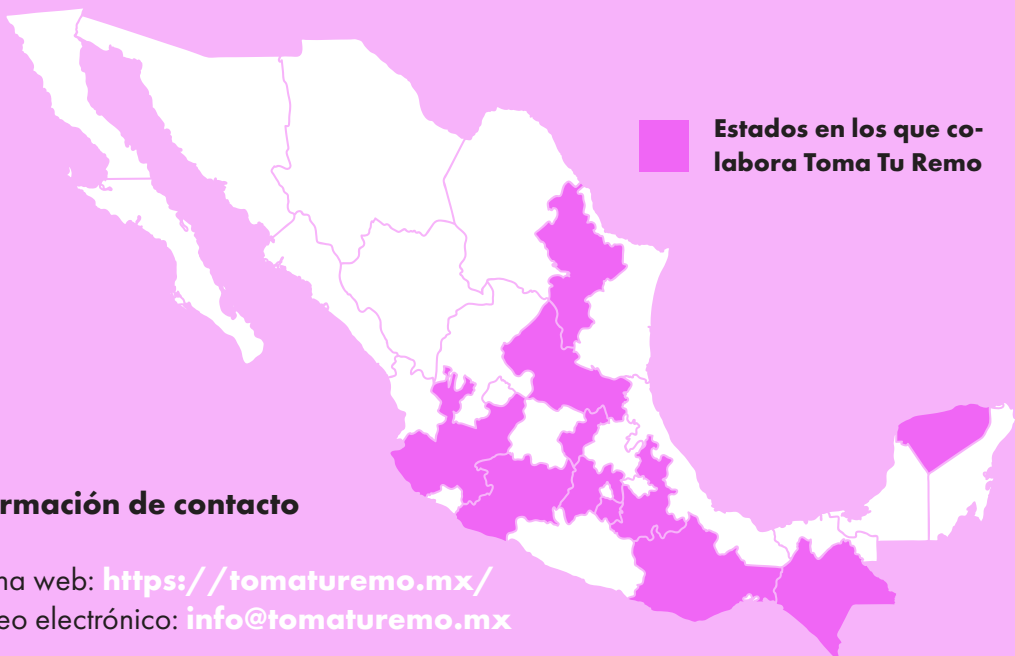 Estados en los que co-
labora Toma Tu Remo
rmación de contacto
na web: https://tomaturemo.mx/
eo electrónico: info@tomaturemo.mx